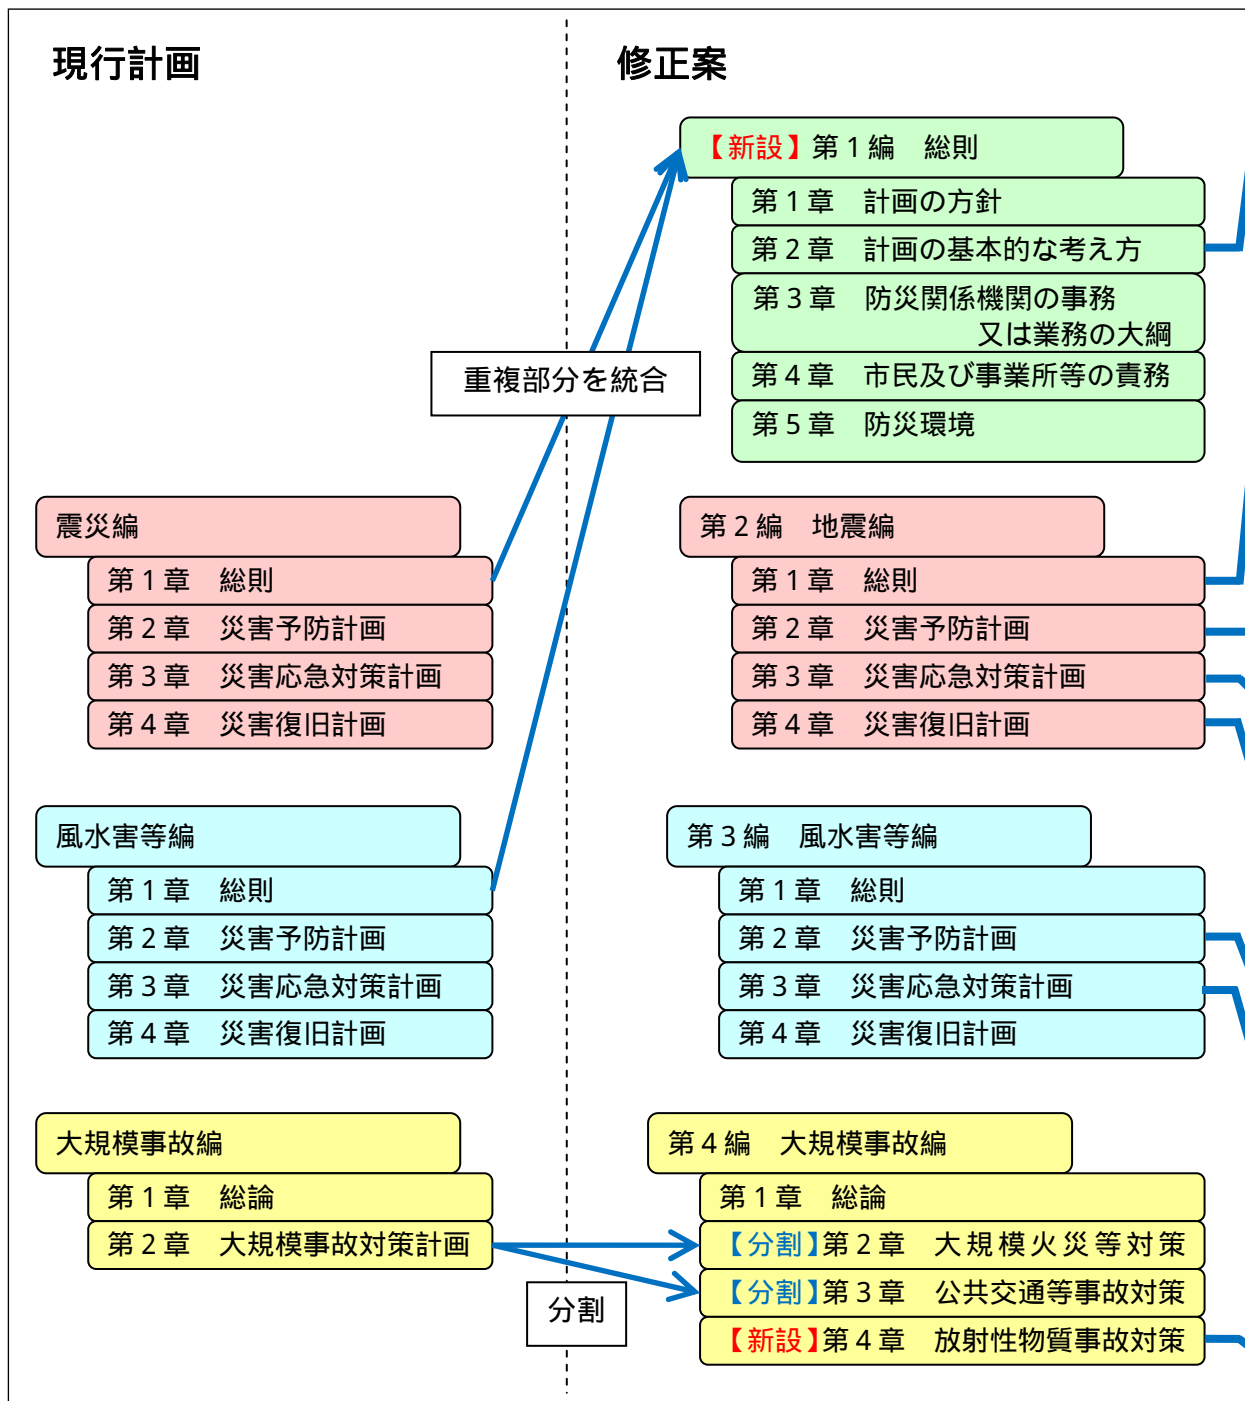 現行計画
修正案
【新設】第1編　総則
第1章　計画の方針
第2章　計画の基本的な考え方
第3章　防災関係機関の事務
又は業務の大綱
第4章　市民及び事業所等の責務
第5章　防災環境
重複部分を統合
震災編
第1章　総則
第2章　災害予防計画
第3章　災害応急対策計画
第4章　災害復旧計画
第2編　地震編
第1章　総則
第2章　災害予防計画
第3章　災害応急対策計画
第4章　災害復旧計画
風水害等編
第1章　総則
第2章　災害予防計画
第3章　災害応急対策計画
第4章　災害復旧計画
第3編　風水害等編
第1章　総則
第2章　災害予防計画
第3章　災害応急対策計画
第4章　災害復旧計画
大規模事故編
第1章　総論
第2章　大規模事故対策計画
分割
第4編　大規模事故編
第1章　総論
【分割】第2章　大規模火災等対策
【分割】第3章　公共交通等事故対策
【新設】第4章　放射性物質事故対策